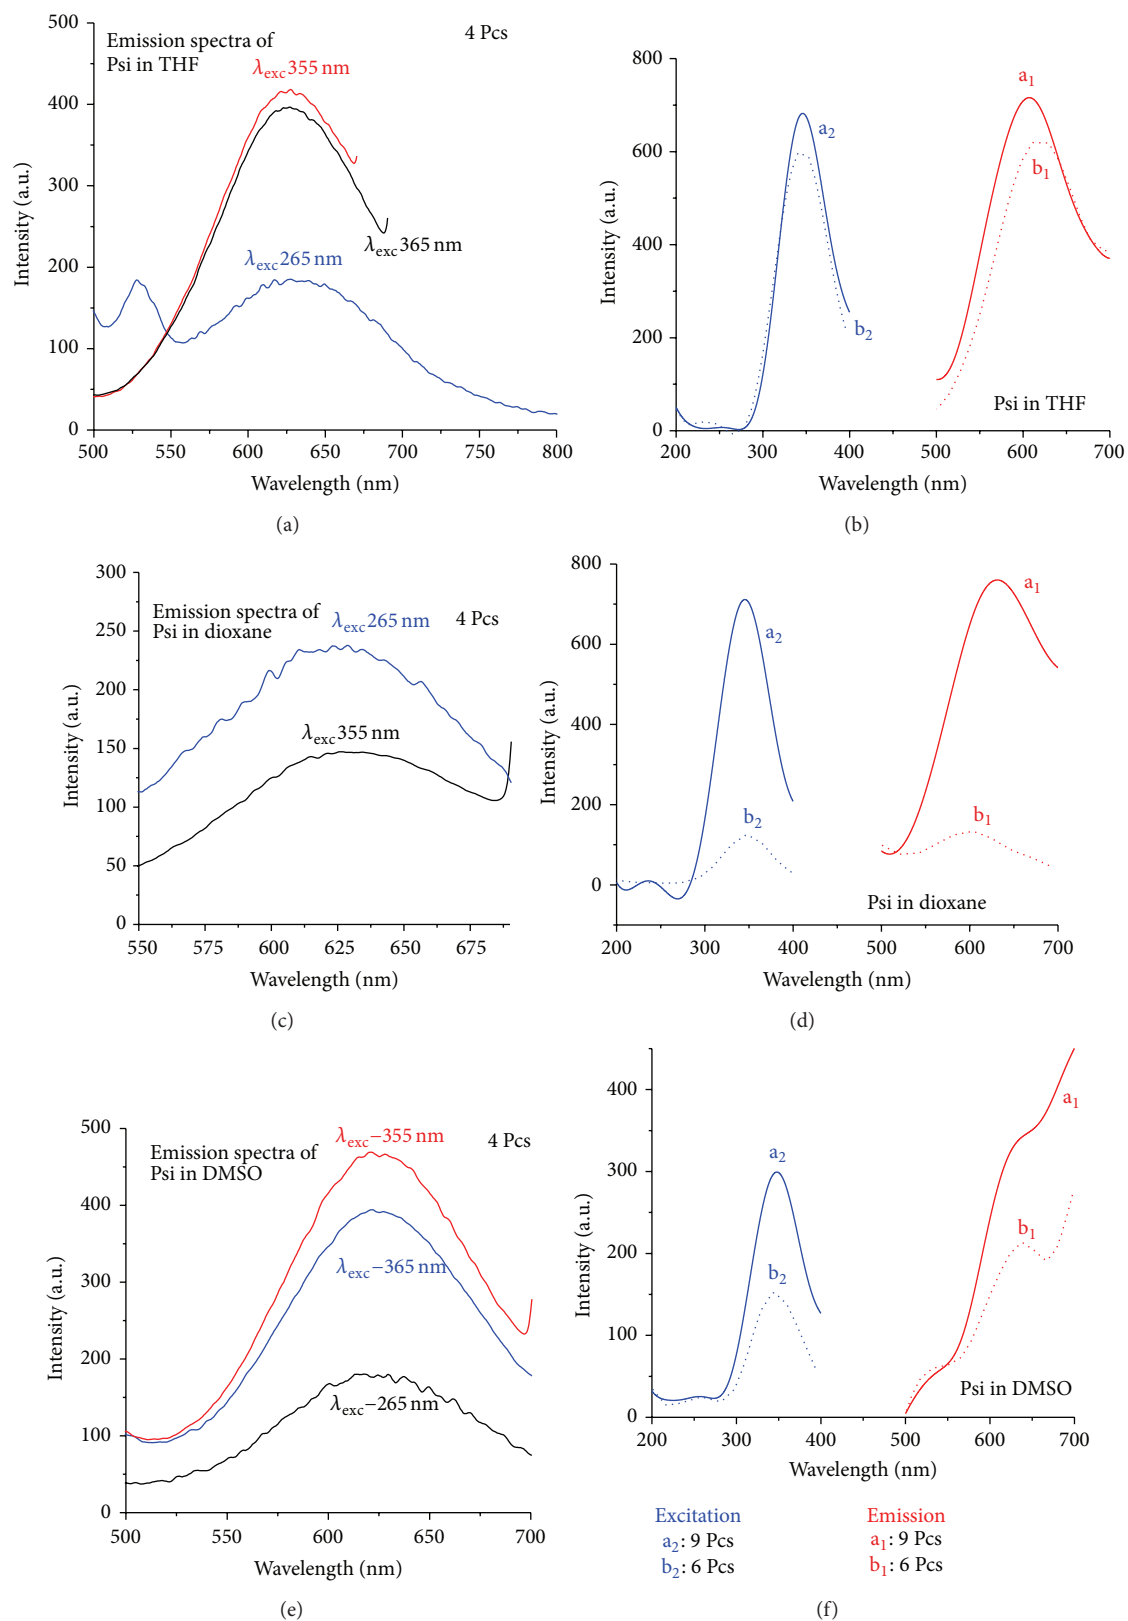 Emission spectra of
Psi in THF
4 Pcs
λexc 355 nm
λexc 365 nm
λexc 265 nm
500
400
300
200
100
0
Intensity (a.u.)
500 550 600 650 700 750 800
Wavelength (nm)
(a)
800
600
400
200
0
Intensity (a.u.)
a2
b2
a1
b1
Psi in THF
200 300 400 500 600 700
Wavelength (nm)
(b)
300
250
200
150
100
50
0
Intensity (a.u.)
Emission spectra of
Psi in dioxane
λexc 265 nm
4 Pcs
λexc 355 nm
550 575 600 625 650 675
Wavelength (nm)
(c)
800
600
400
200
0
Intensity (a.u.)
a2
b2
a1
b1
Psi in dioxane
200 300 400 500 600 700
Wavelength (nm)
(d)
500
400
300
200
100
0
Intensity (a.u.)
Emission spectra of
Psi in DMSO
λexc−355 nm
4 Pcs
λexc−365 nm
λexc−265 nm
500 550 600 650 700
Wavelength (nm)
(e)
400
300
200
100
0
Intensity (a.u.)
a2
b2
a1
b1
Psi in DMSO
200 300 400 500 600 700
Wavelength (nm)
Excitation
a2: 9 Pcs
b2: 6 Pcs
Emission
a1: 9 Pcs
b1: 6 Pcs
(f)